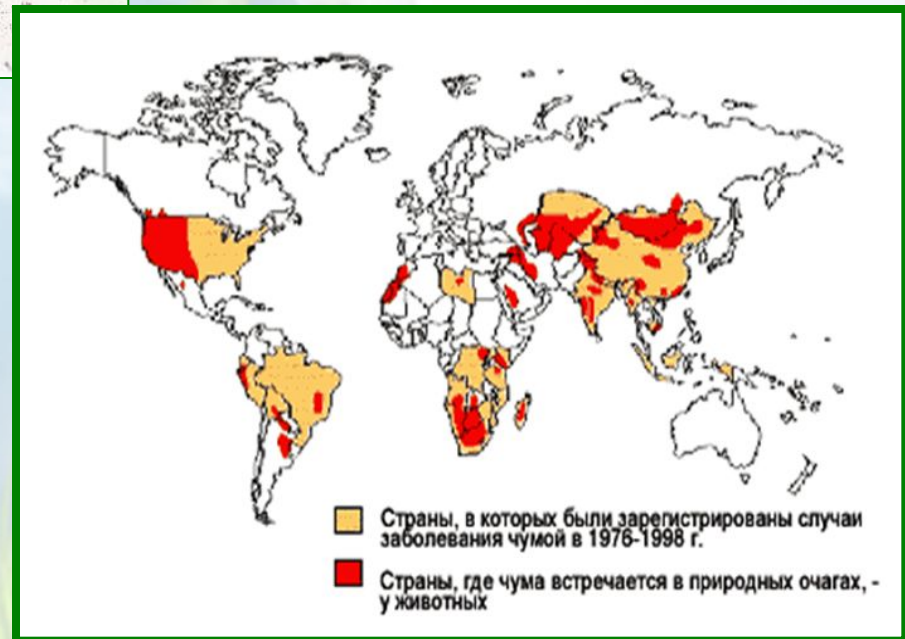 Страны, в которых были зарегистрированы случаи
заболевания чумой в 1976-1998 г.
Страны, где чума встречается в природных очагах, -
у животных